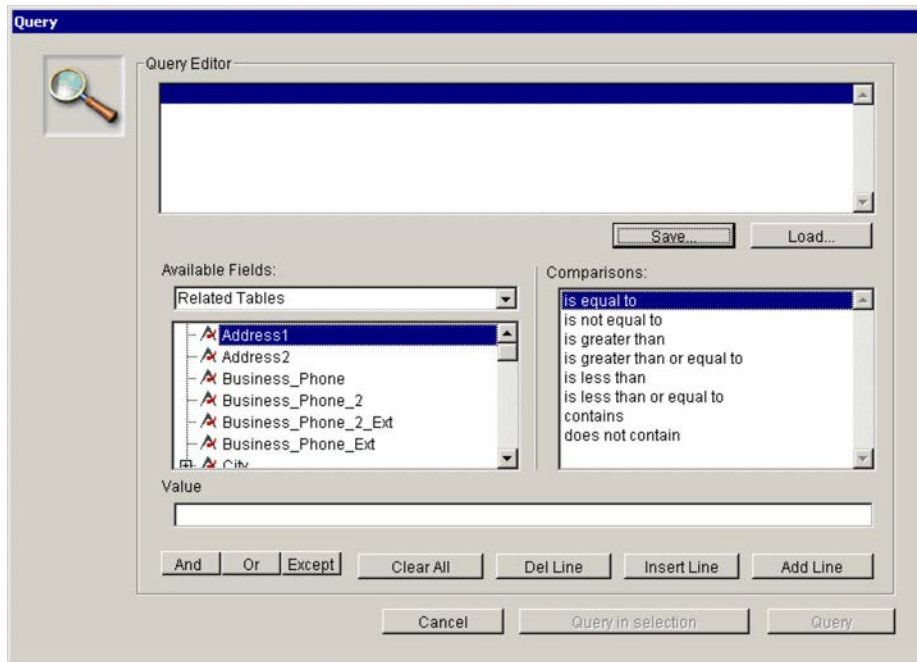 Query
Query Editor
Save...
Load...
Available Fields:
Related Tables
Address1
Address2
Business_Phone
Business_Phone_2
Business_Phone_2_Ext
Business_Phone_Ext
City
Comparisons:
is equal to
is not equal to
is greater than
is greater than or equal to
is less than
is less than or equal to
contains
does not contain
Value
And Or Except Clear All Del Line Insert Line Add Line
Cancel Query in selection Query